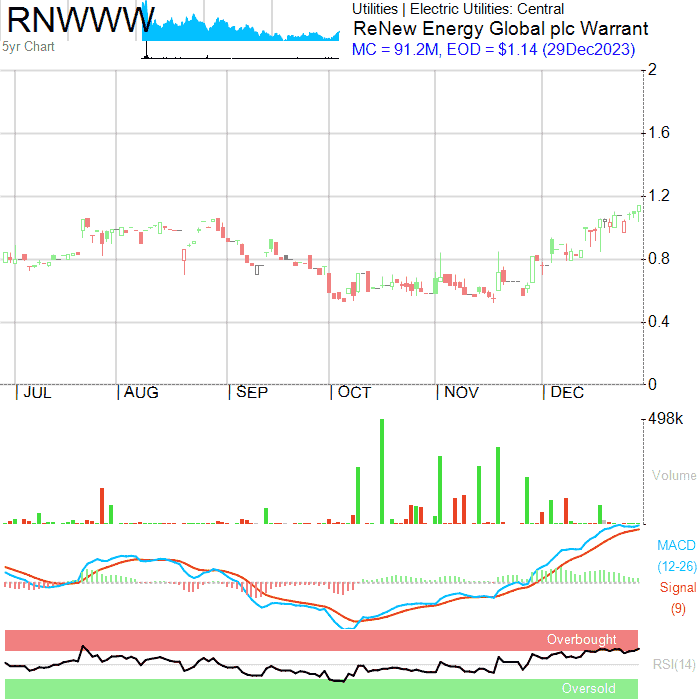 RNWWW
5yr Chart
Utilities | Electric Utilities: Central
ReNew Energy Global plc Warrant
MC = 91.2M, EOD = $1.14 (29Dec2023)
2
1.6
1.2
0.8
0.4
0
| JUL | AUG | SEP | OCT | NOV | DEC
498k
Volume
MACD
(12-26)
Signal
(9)
Overbought
RSI(14)
Oversold